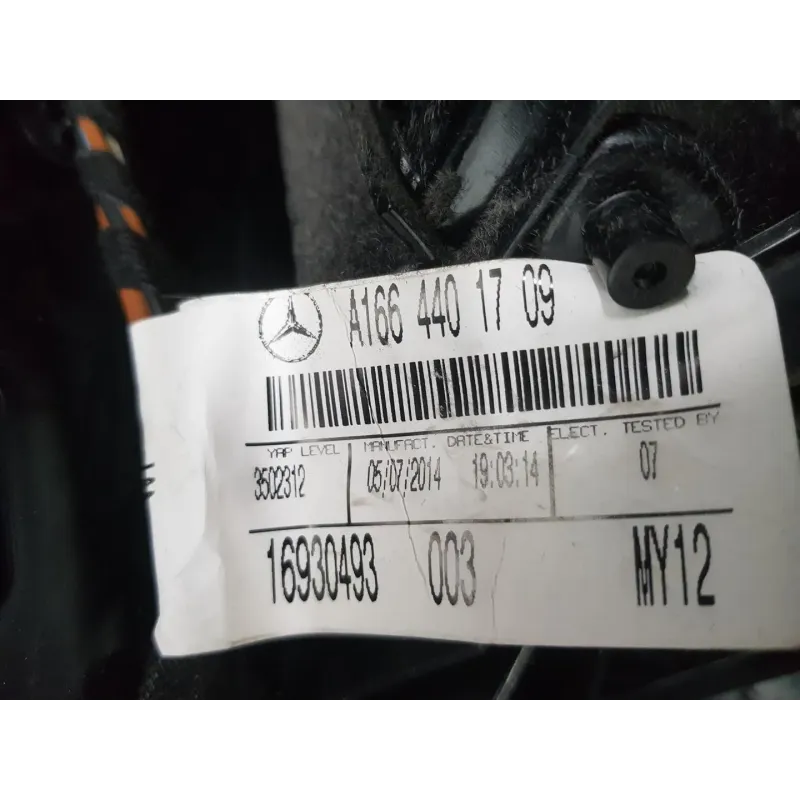 A166 440 17 09
YAP LEVEL MANUFACT. DATE&TIME ELECT. TESTED BY
3502312 05/07/2014 19:03:14 07
16930493 003 MY12